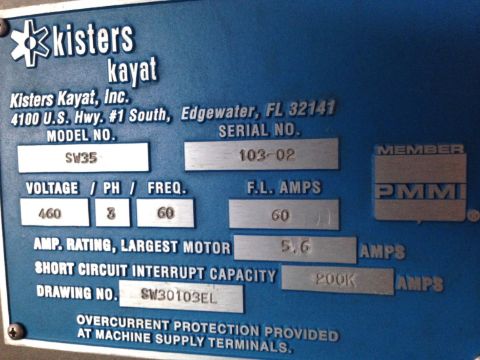 kisters
kayat
Kisters Kayat, Inc.
4100 U.S. Hwy. #1 South, Edgewater, FL 32141
MODEL NO. SERIAL NO.
SW35 103-02
VOLTAGE / PH / FREQ. F.L. AMPS
460 3 60 60
MEMBER
PMMI
®
AMP. RATING, LARGEST MOTOR 5.6 AMPS
SHORT CIRCUIT INTERRUPT CAPACITY 200K AMPS
DRAWING NO. SW30103EL
OVERCURRENT PROTECTION PROVIDED
AT MACHINE SUPPLY TERMINALS.